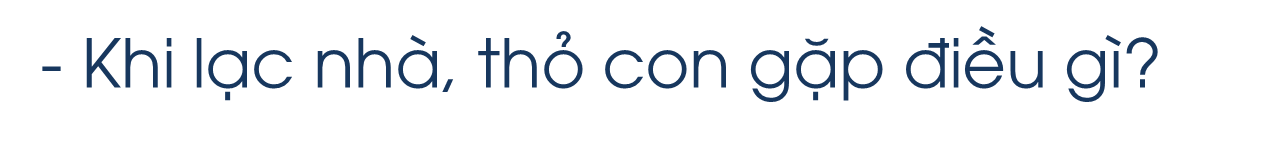 - Khi lạc nhà, thỏ con gặp điều gì?